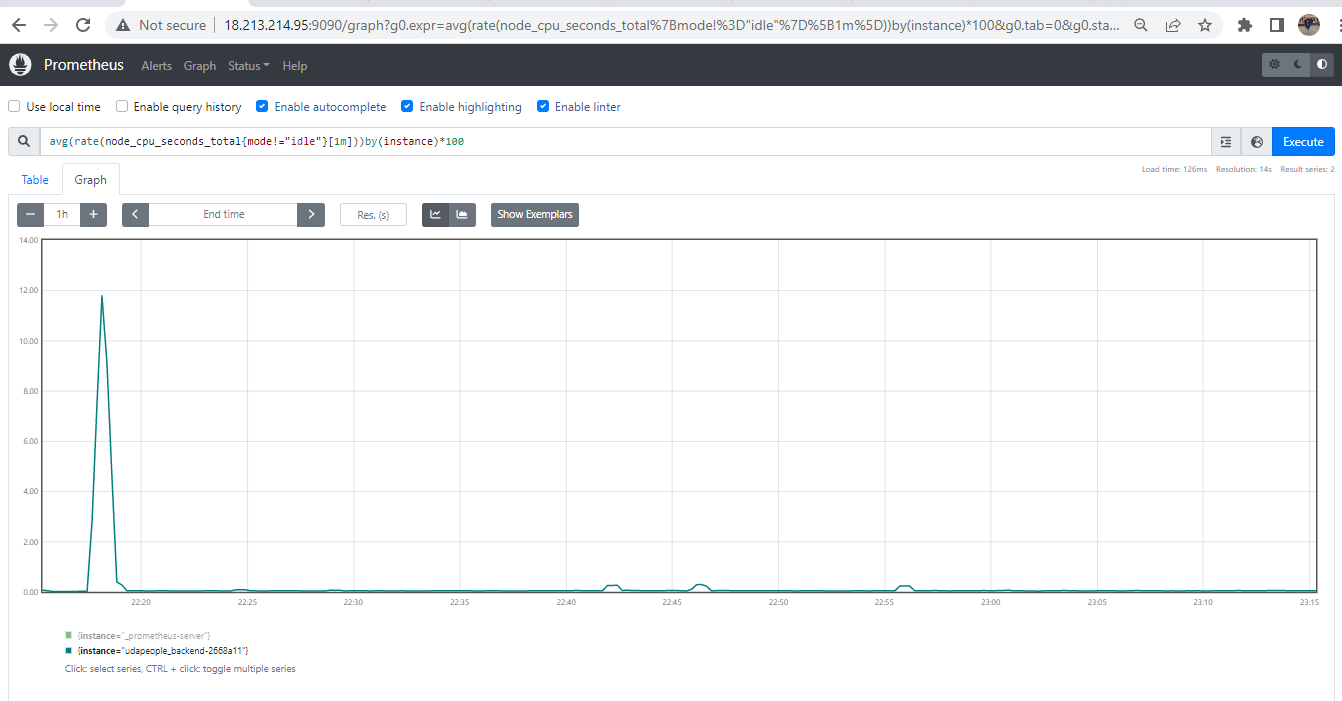 Not secure
18.213.214.95:9090/graph?g0.expr=avg(rate(node_cpu_seconds_total%7Bmode!%3D"idle"%7D%5B1m%5D))by(instance)*100&g0.tab=0&g0.sta...
Prometheus Alerts Graph Status Help
Use local time Enable query history Enable autocomplete Enable highlighting Enable linter
avg(rate(node_cpu_seconds_total{mode!="idle"}[1m]))by(instance)*100
Execute
Load time: 126ms Resolution: 14s Result series: 2
Table Graph
− 1h + End time Res. (s) Show Exemplars
14.00
12.00
10.00
8.00
6.00
4.00
2.00
0.00
22:20 22:25 22:30 22:35 22:40 22:45 22:50 22:55 23:00 23:05 23:10 23:15
{instance="_prometheus-server"}
{instance="udapeople_backend-2668a11"}
Click: select series, CTRL + click: toggle multiple series